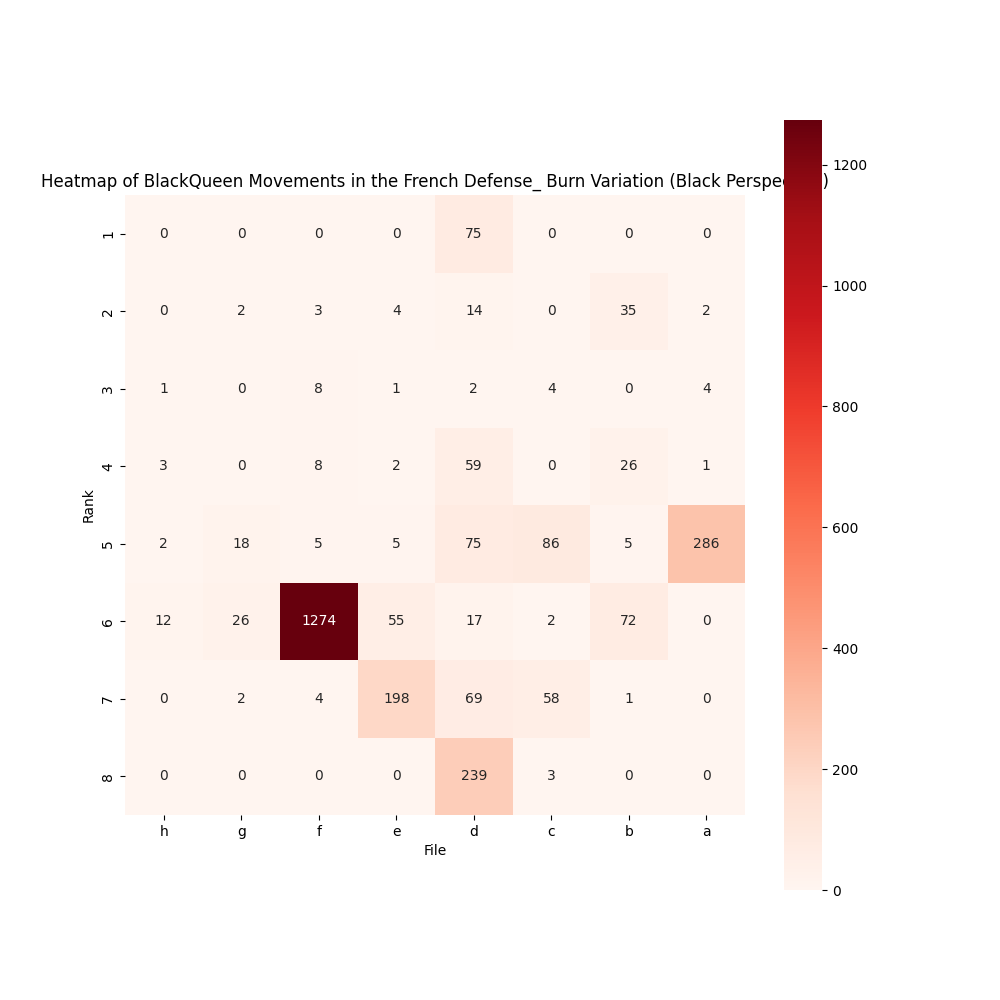 Heatmap of BlackQueen Movements in the French Defense_ Burn Variation (Black Perspe )
1 0 0 0 0 75 0 0 0
2 0 2 3 4 14 0 35 2
3 1 0 8 1 2 4 0 4
4 3 0 8 2 59 0 26 1
5 2 18 5 5 75 86 5 286
6 12 26 1274 55 17 2 72 0
7 0 2 4 198 69 58 1 0
8 0 0 0 0 239 3 0 0
h g f e d c b a
File
Rank
1200
1000
800
600
400
200
0